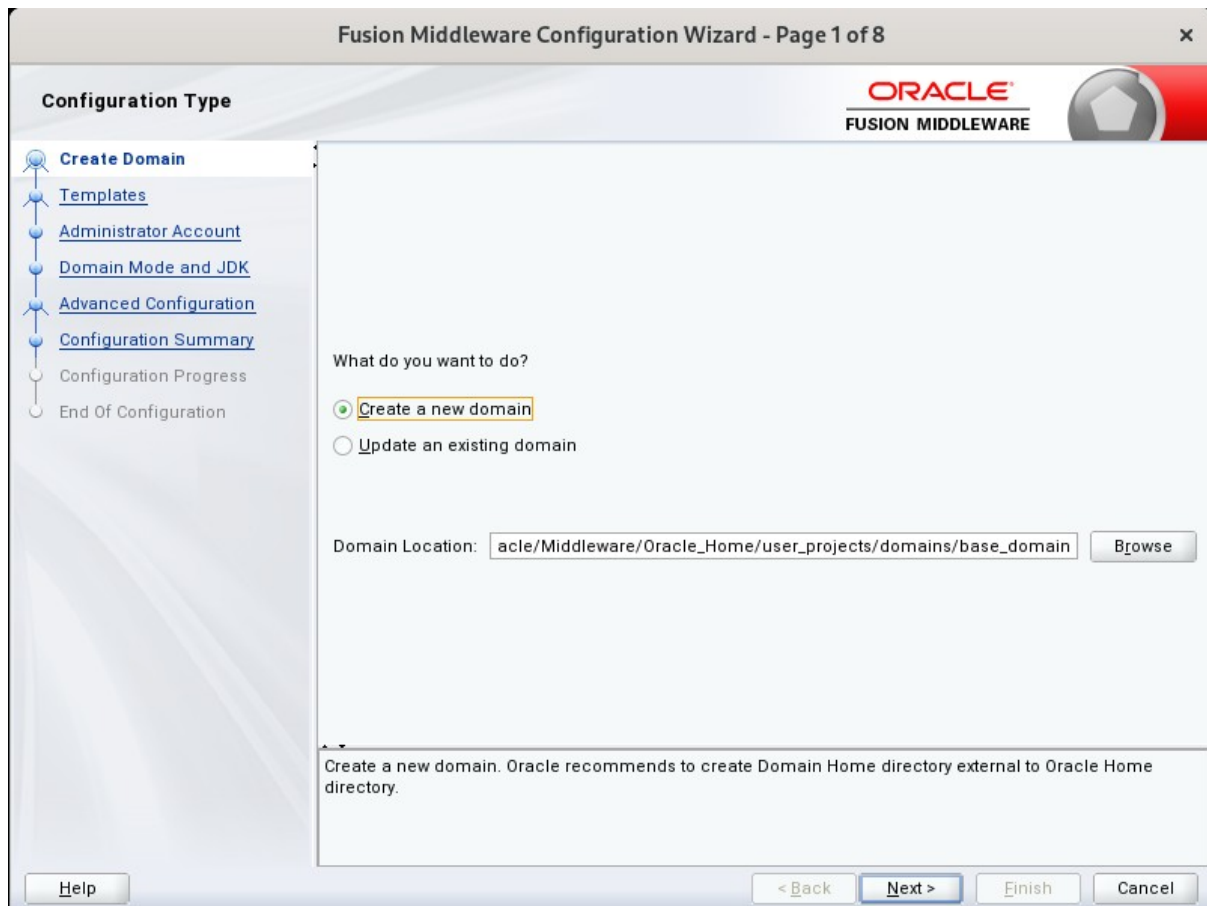 Fusion Middleware Configuration Wizard - Page 1 of 8
×
Configuration Type
ORACLE
FUSION MIDDLEWARE
Create Domain
Templates
Administrator Account
Domain Mode and JDK
Advanced Configuration
Configuration Summary
Configuration Progress
End Of Configuration
What do you want to do?
Create a new domain
Update an existing domain
Domain Location: acle/Middleware/Oracle_Home/user_projects/domains/base_domain Browse
Create a new domain. Oracle recommends to create Domain Home directory external to Oracle Home
directory.
Help < Back Next > Finish Cancel